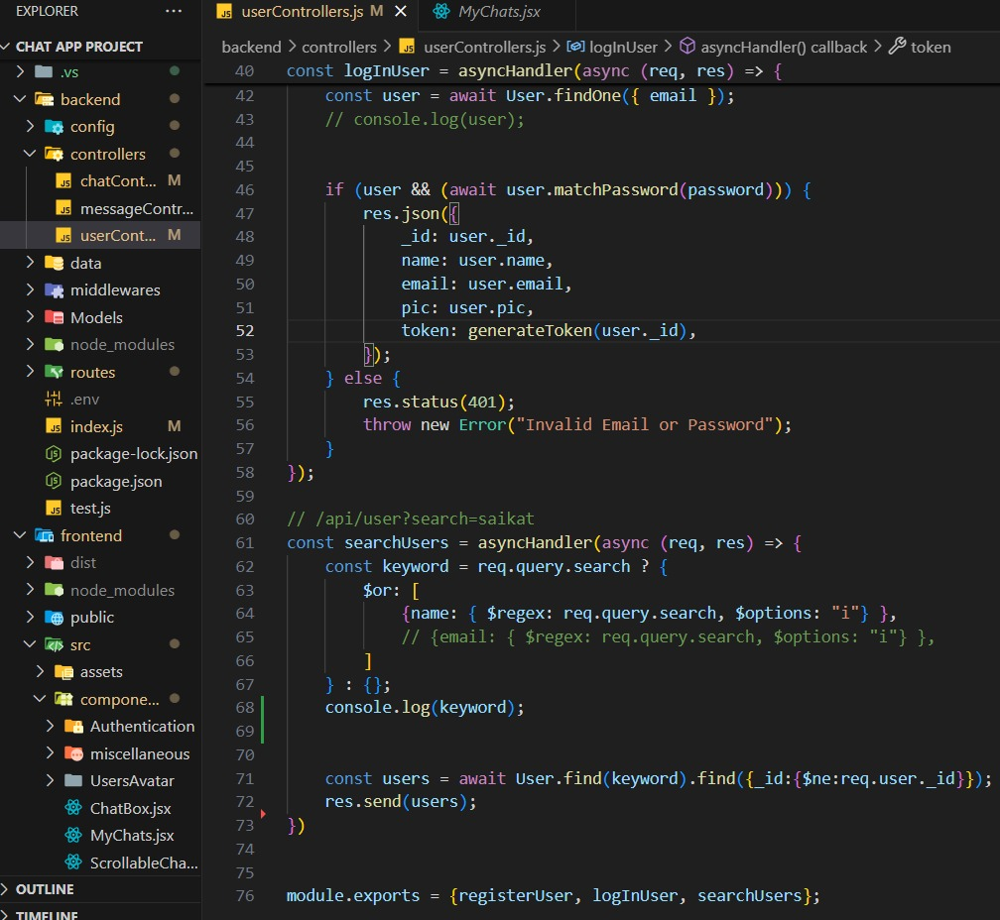 EXPLORER ...
CHAT APP PROJECT
.vs
backend
config
controllers
chatCont... M
messageContr...
userCont... M
data
middlewares
Models
node_modules
routes
.env
index.js M
package-lock.json
package.json
test.js
frontend
dist
node_modules
public
src
assets
compone...
Authentication
miscellaneous
UsersAvatar
ChatBox.jsx
MyChats.jsx
ScrollableCha...
OUTLINE
TIMELINE
JS userControllers.js M × MyChats.jsx
backend > controllers > JS userControllers.js > logInUser > asyncHandler() callback > token
40 const logInUser = asyncHandler(async (req, res) => {
42 const user = await User.findOne({ email });
43 // console.log(user);
44
45
46 if (user && (await user.matchPassword(password))) {
47 res.json({
48 _id: user._id,
49 name: user.name,
50 email: user.email,
51 pic: user.pic,
52 token: generateToken(user._id),
53 });
54 } else {
55 res.status(401);
56 throw new Error("Invalid Email or Password");
57 }
58 });
59
60 // /api/user?search=saikat
61 const searchUsers = asyncHandler(async (req, res) => {
62 const keyword = req.query.search ? {
63 $or: [
64 {name: { $regex: req.query.search, $options: "i"} },
65 // {email: { $regex: req.query.search, $options: "i"} },
66 ]
67 } : {};
68 console.log(keyword);
69
70
71 const users = await User.find(keyword).find({_id:{$ne:req.user._id}});
72 res.send(users);
73 })
74
75
76 module.exports = {registerUser, logInUser, searchUsers};